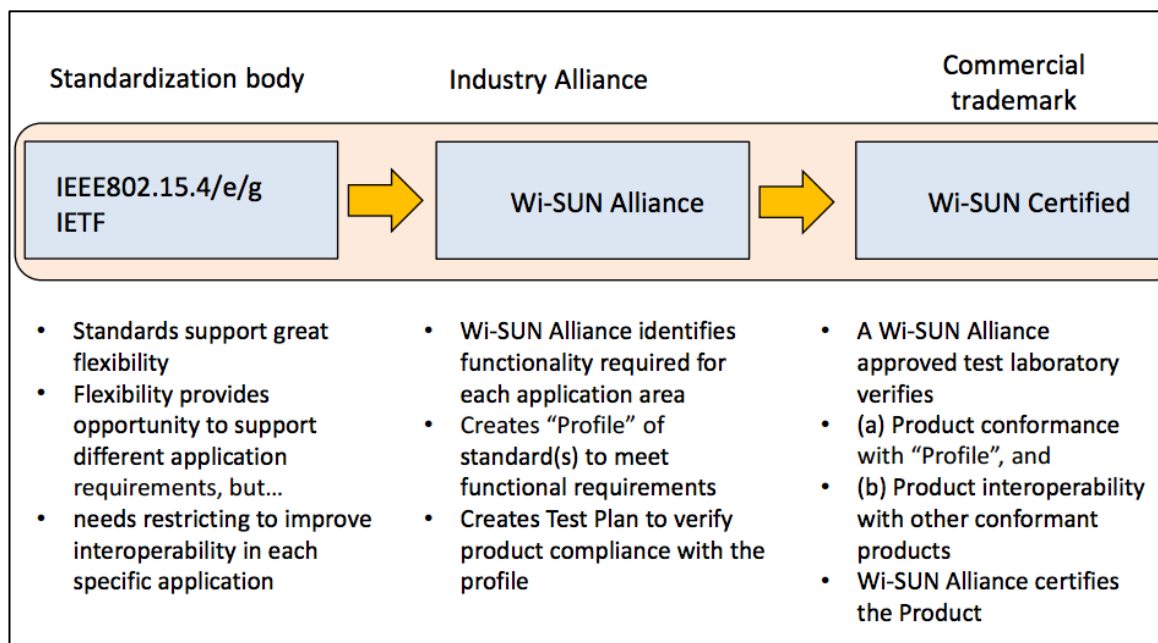 Standardization body
Industry Alliance
Commercial
trademark
IEEE802.15.4/e/g
IETF
Wi-SUN Alliance
Wi-SUN Certified
• Standards support great
flexibility
• Flexibility provides
opportunity to support
different application
requirements, but...
• needs restricting to improve
interoperability in each
specific application
• Wi-SUN Alliance identifies
functionality required for
each application area
• Creates “Profile” of
standard(s) to meet
functional requirements
• Creates Test Plan to verify
product compliance with the
profile
• A Wi-SUN Alliance
approved test laboratory
verifies
• (a) Product conformance
with “Profile”, and
• (b) Product interoperability
with other conformant
products
• Wi-SUN Alliance certifies
the Product